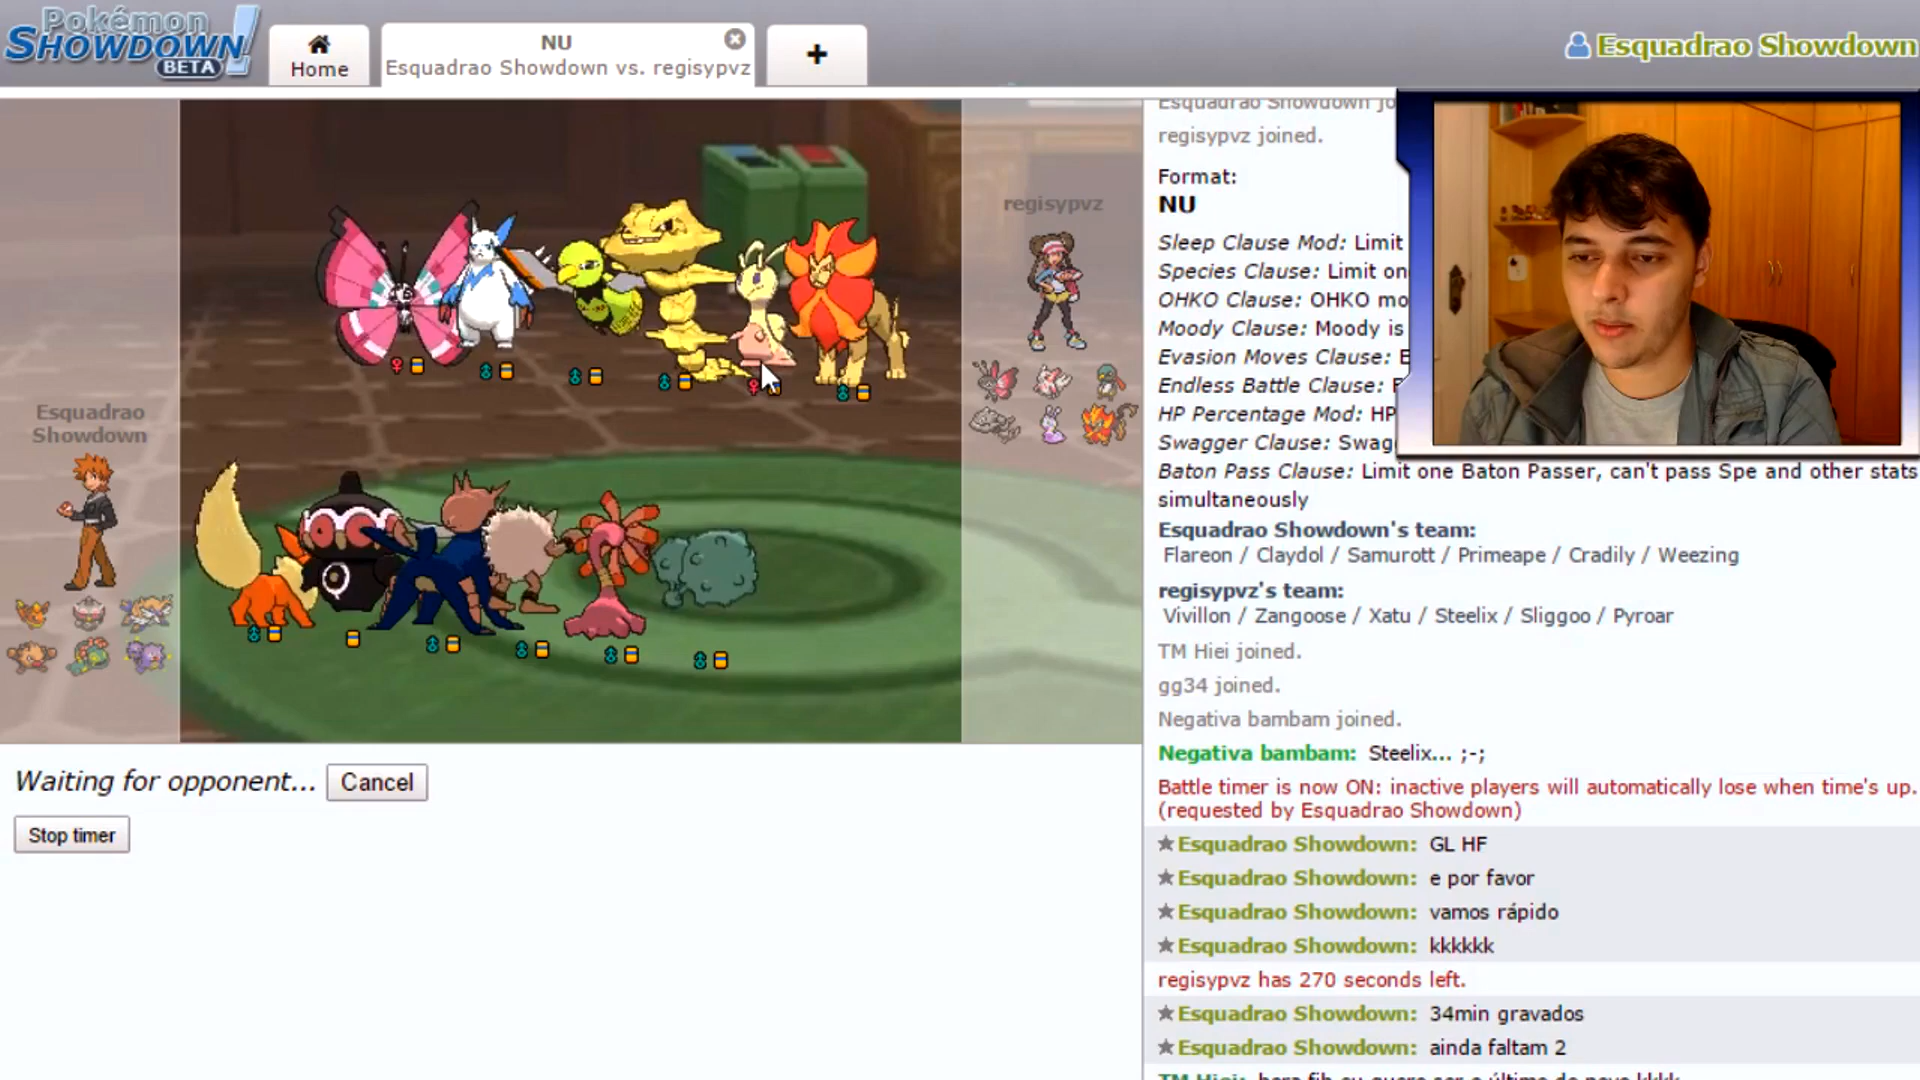 Pokémon
SHOWDOWN!
BETA
Home
NU
Esquadrao Showdown vs. regisypvz
+
Esquadrao Showdown
Esquadrao Showdown jo
regisypvz joined.
Format:
NU
Sleep Clause Mod: Limit
Species Clause: Limit on
OHKO Clause: OHKO mo
Moody Clause: Moody is
Evasion Moves Clause: E
Endless Battle Clause: F
HP Percentage Mod: HP
Swagger Clause: Swag
Baton Pass Clause: Limit one Baton Passer, can't pass Spe and other stats
simultaneously
Esquadrao Showdown's team:
Flareon / Claydol / Samurott / Primeape / Cradily / Weezing
regisypvz's team:
Vivillon / Zangoose / Xatu / Steelix / Sliggoo / Pyroar
TM Hiei joined.
gg34 joined.
Negativa bambam joined.
Negativa bambam: Steelix... ;-;
Battle timer is now ON: inactive players will automatically lose when time's up.
(requested by Esquadrao Showdown)
★Esquadrao Showdown: GL HF
★Esquadrao Showdown: e por favor
★Esquadrao Showdown: vamos rápido
★Esquadrao Showdown: kkkkkk
regisypvz has 270 seconds left.
★Esquadrao Showdown: 34min gravados
★Esquadrao Showdown: ainda faltam 2
regisypvz
Esquadrao
Showdown
Waiting for opponent... Cancel
Stop timer